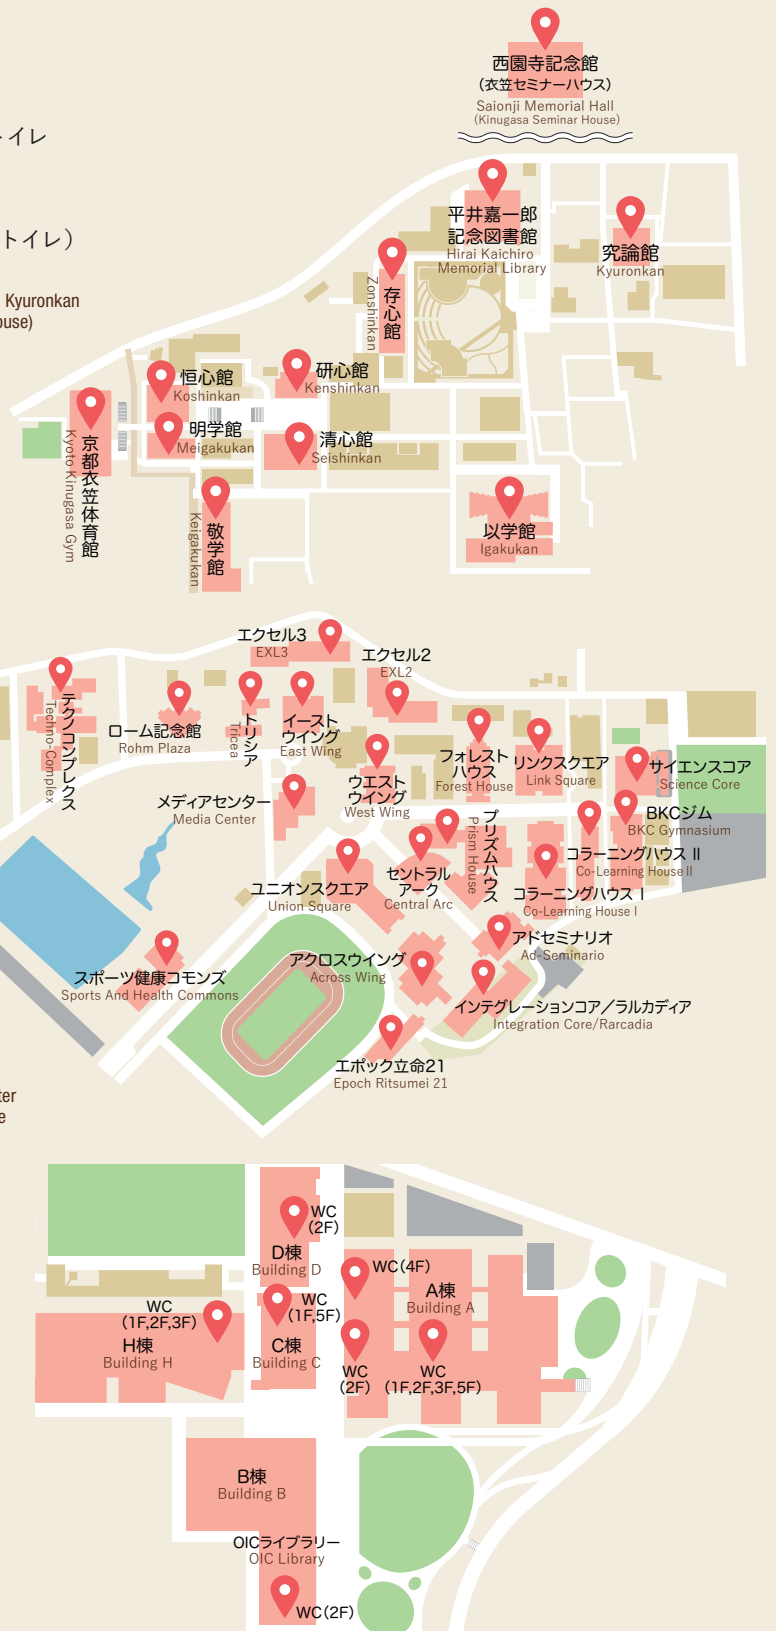 西園寺記念館
(衣笠セミナーハウス)
Saionji Memorial Hall
(Kinugasa Seminar House)
トイレ
トイレ)
Kyuronkan
ouse)
平井嘉一郎
記念図書館
Hirai Kaichiro
Memorial Library
究論館
Kyuronkan
存心館
Zonshinkan
恒心館
Koshinkan
研心館
Kenshinkan
明学館
Meigakukan
清心館
Seishinkan
京都衣笠体育館
Kyoto Kinugasa Gym
敬学館
Keigakukan
以学館
Igakukan
エクセル3
EXL3
エクセル2
EXL2
テクノコンプレクス
Techno-Complex
ローム記念館
Rohm Plaza
トリシア
Tricea
イースト
ウイング
East Wing
フォレスト
ハウス
Forest House
リンクスクエア
Link Square
サイエンスコア
Science Core
メディアセンター
Media Center
ウエスト
ウイング
West Wing
プリズムハウス
Prism House
BKCジム
BKC Gymnasium
コラーニングハウス II
Co-Learning House II
ユニオンスクエア
Union Square
セントラル
アーク
Central Arc
コラーニングハウス I
Co-Learning House I
アドセミナリオ
Ad-Seminario
スポーツ健康コモンズ
Sports And Health Commons
アクロスウイング
Across Wing
インテグレーションコア/ラルカディア
Integration Core/Rarcadia
エポック立命21
Epoch Ritsumei 21
ter
e
WC
(2F)
D棟
Building D
WC(4F)
A棟
Building A
WC
(1F,2F,3F)
WC
(1F,5F)
H棟
Building H
C棟
Building C
WC
(2F)
WC
(1F,2F,3F,5F)
B棟
Building B
OICライブラリー
OIC Library
WC(2F)